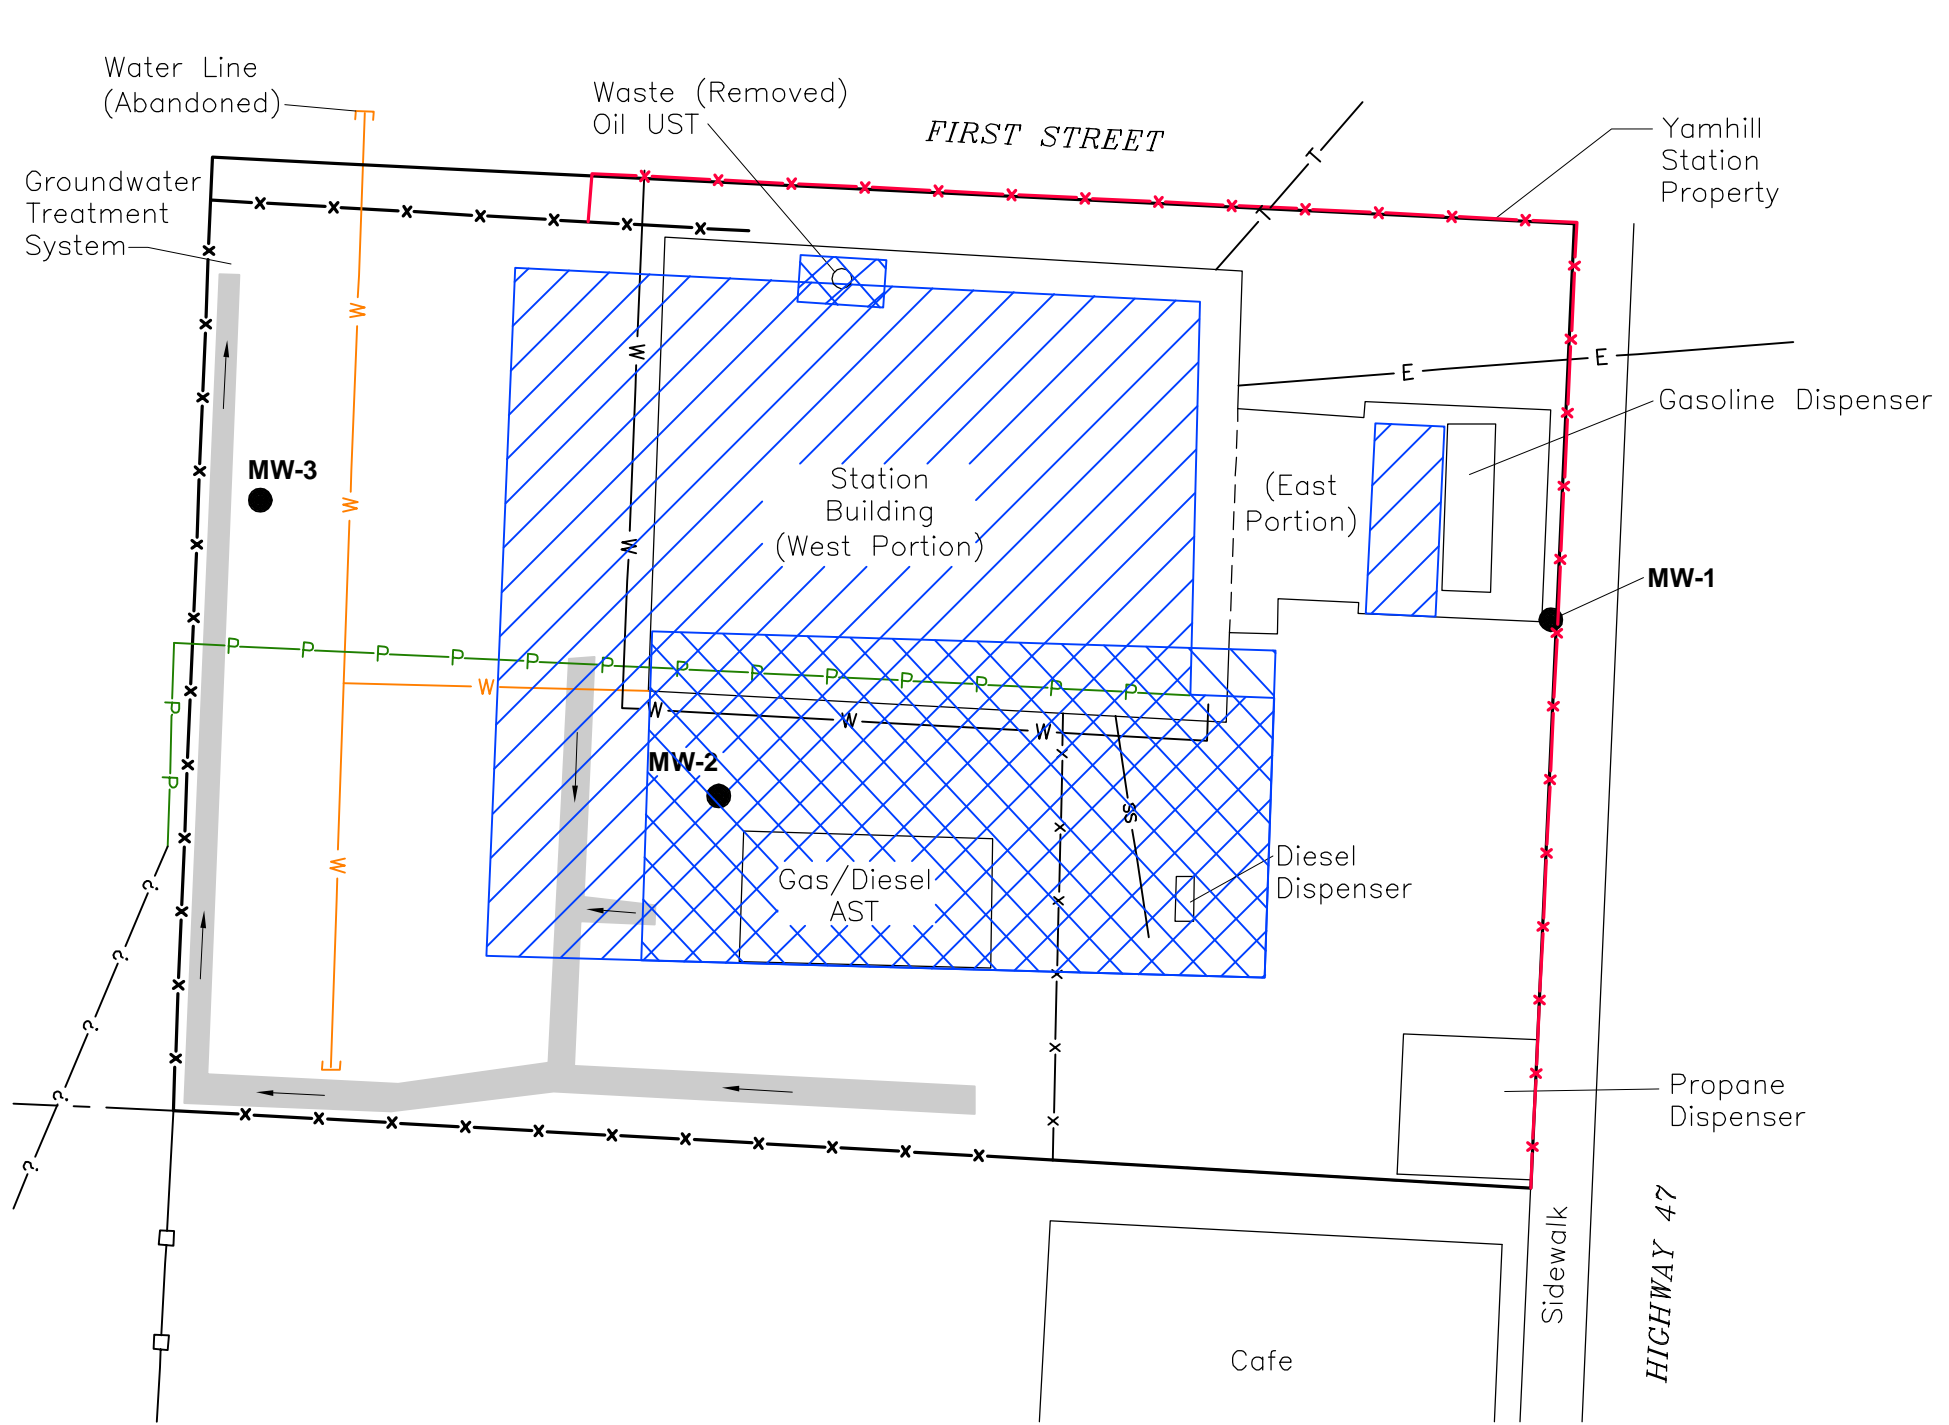 Water Line
(Abandoned)
Waste (Removed)
Oil UST
FIRST STREET
Yamhill
Station
Property
Groundwater
Treatment
System
T
T
x x x x x x x x x x x x x
x x x x x x x
W
W
E E
Gasoline Dispenser
MW-3
Station
Building
(West Portion)
(East
Portion)
W
W
MW-1
P P P P P P P P P P P P P
W
P
P
W W W
MW-2
SS
W
Diesel
Dispenser
Gas/Diesel
AST
?
?
?
?
Propane
Dispenser
x x x x x x x x x x x
Sidewalk
HIGHWAY 47
Cafe